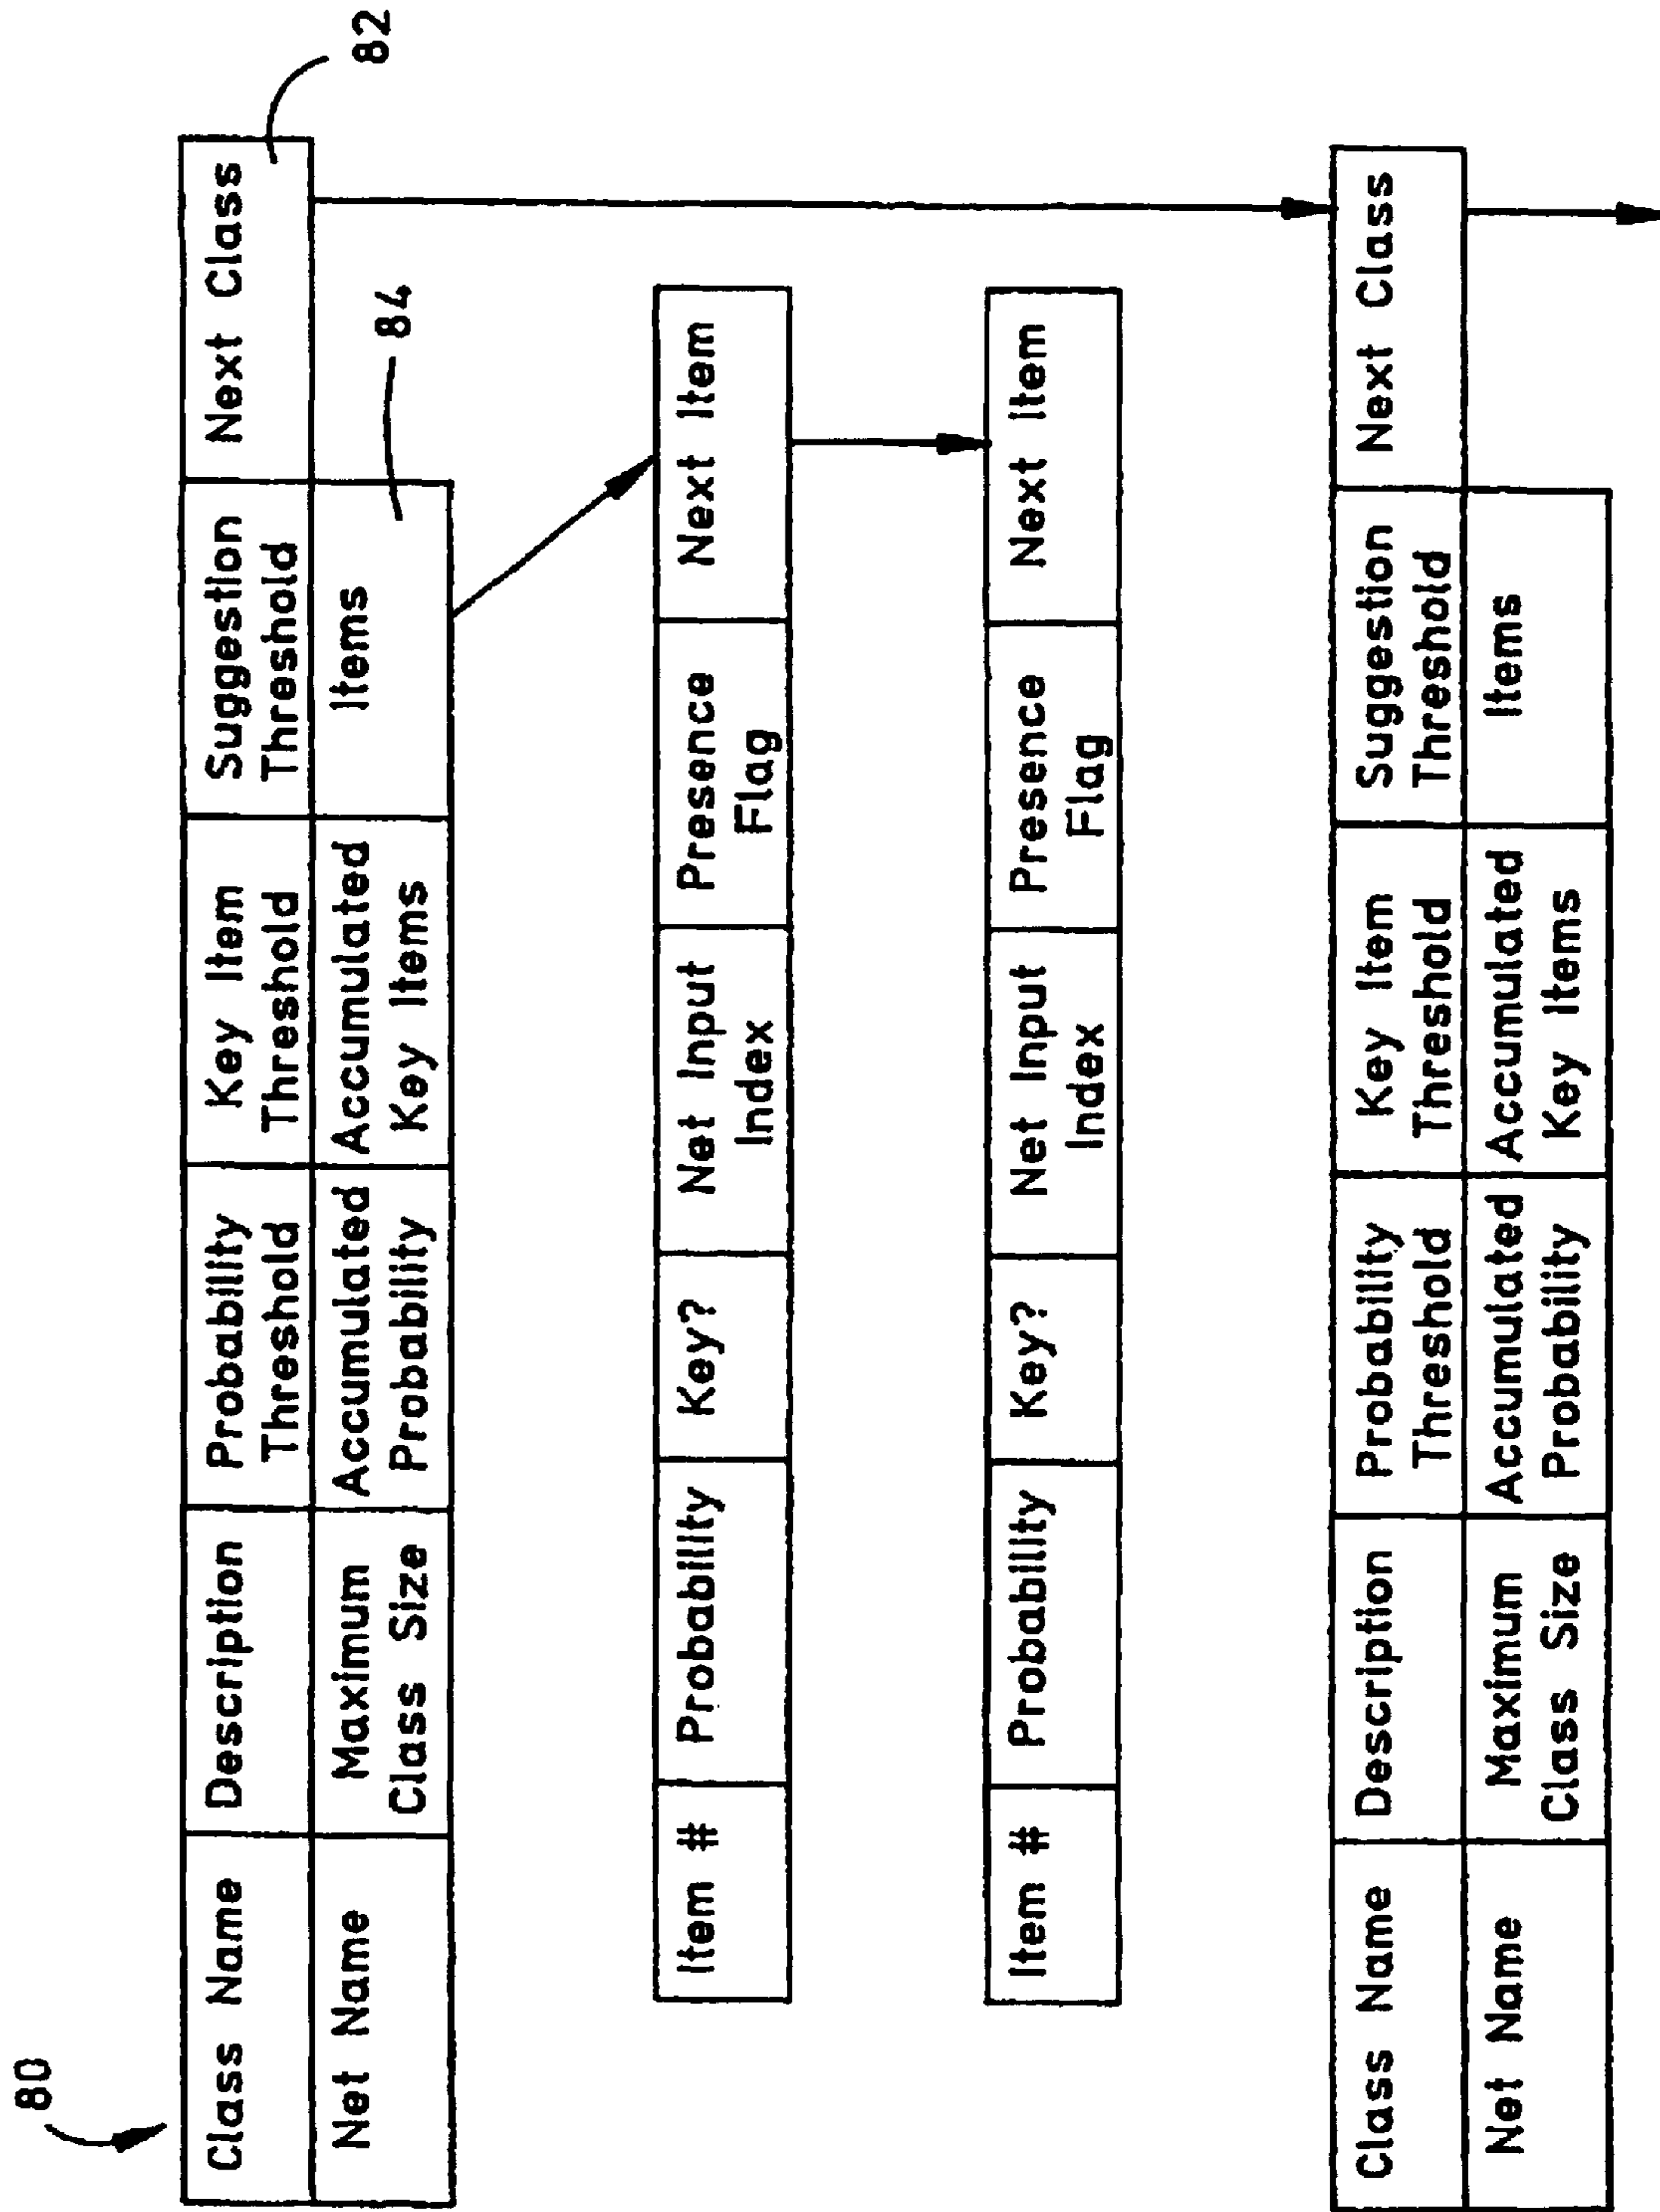 80
Class Name
Description
Probability
Threshold
Key Item
Threshold
Suggestion
Threshold
Next Class
82
Net Name
Maximum
Class Size
Accumulated
Probability
Accumulated
Key Items
Items
84
Item #
Probability
Key?
Net Input
Index
Presence
Flag
Next Item
Item #
Probability
Key?
Net Input
Index
Presence
Flag
Next Item
Class Name
Description
Probability
Threshold
Key Item
Threshold
Suggestion
Threshold
Next Class
Net Name
Maximum
Class Size
Accumulated
Probability
Accumulated
Key Items
Items